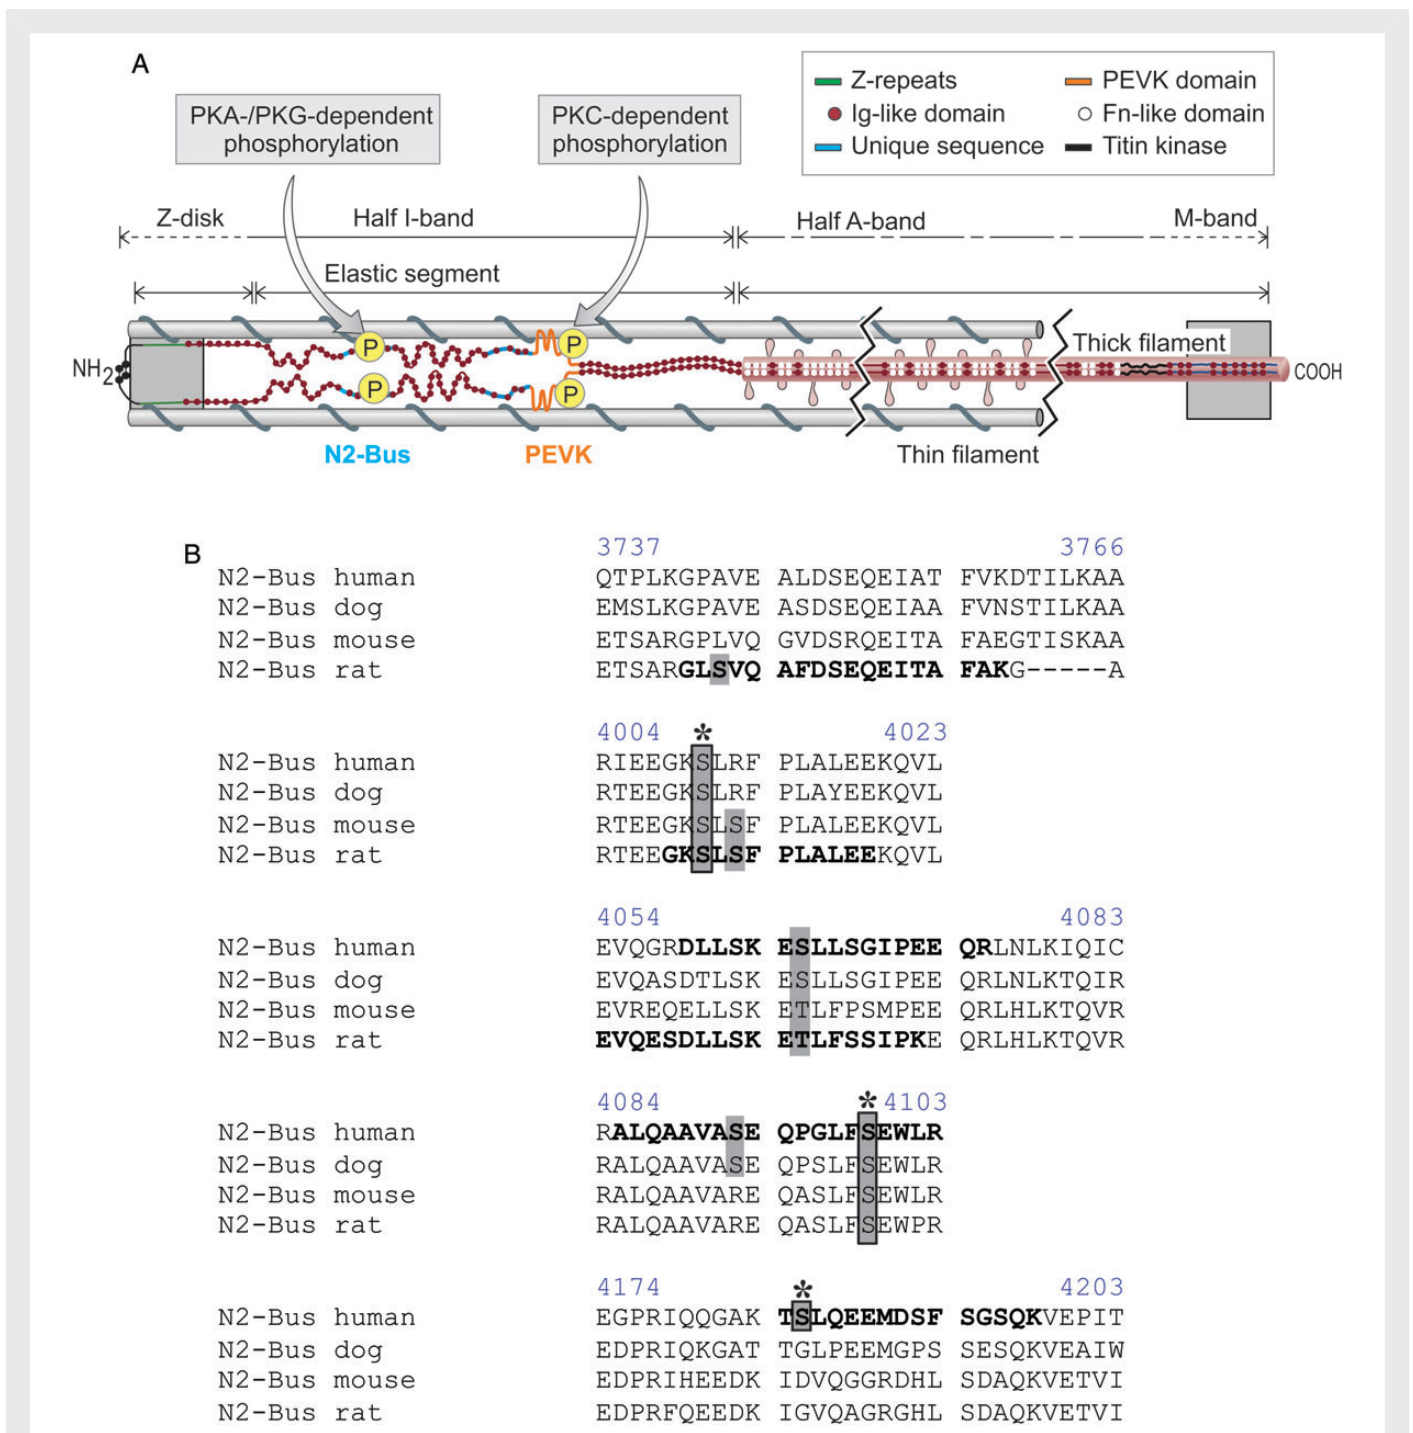 A
Z-repeats
PEVK domain
Ig-like domain
Fn-like domain
Unique sequence
Titin kinase
PKA-/PKG-dependent
phosphorylation
PKC-dependent
phosphorylation
Z-disk
Half I-band
Half A-band
M-band
Elastic segment
P
P
P
P
NH2
Thick filament
COOH
N2-Bus
PEVK
Thin filament
B
3737 3766
N2-Bus human QTPLKGPAVE ALDSEQEIAT FVKDTILKAA
N2-Bus dog EMSLKGPAVE ASDSEQEIAA FVNSTILKAA
N2-Bus mouse ETSARGPLVQ GVDSRQEITA FAEGTISKAA
N2-Bus rat ETSARGLSVQ AFDSEQEITA FAKG-----A
4004 * 4023
N2-Bus human RIEEGKSLRF PLALEEKQVL
N2-Bus dog RTEEGKSLRF PLAYEEKQVL
N2-Bus mouse RTEEGKSLSF PLALEEKQVL
N2-Bus rat RTEEGKSLSF PLALEEKQVL
4054 4083
N2-Bus human EVQGRDLLSK ESLLSGIPEE QRLNLKIQIC
N2-Bus dog EVQASDTLSK ESLLSGIPEE QRLNLKTQIR
N2-Bus mouse EVREQELLSK ETLFPSMPEE QRLHLKTQVR
N2-Bus rat EVQESDLLSK ETLFSSIPKE QRLHLKTQVR
4084 * 4103
N2-Bus human RALQAAVASE QPGLFSEWLR
N2-Bus dog RALQAAVASE QPSLFSEWLR
N2-Bus mouse RALQAAVARE QASLFSEWLR
N2-Bus rat RALQAAVARE QASLFSEWPR
4174 * 4203
N2-Bus human EGPRIQQGAK TSLQEEMDSF SGSQKVEPIT
N2-Bus dog EDPRIQKGAT TGLPEEMGPS SESQKVEAIW
N2-Bus mouse EDPRIHEEDK IDVQGGRDHL SDAQKVETVI
N2-Bus rat EDPRFQEEDK IGVQAGRGHL SDAQKVETVI